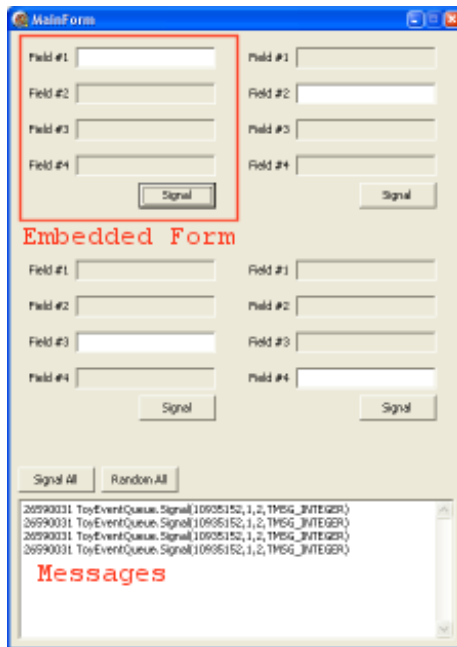 MainForm
Field #1
Field #2
Field #3
Field #4
Signal
Field #1
Field #2
Field #3
Field #4
Signal
Embedded Form
Field #1
Field #2
Field #3
Field #4
Signal
Field #1
Field #2
Field #3
Field #4
Signal
Signal All
Random All
26590031 ToyEventQueue.Signal(10935152,1,2,TMSG_INTEGER)
26590031 ToyEventQueue.Signal(10935152,1,2,TMSG_INTEGER)
26590031 ToyEventQueue.Signal(10935152,1,2,TMSG_INTEGER)
26590031 ToyEventQueue.Signal(10935152,1,2,TMSG_INTEGER)
Messages